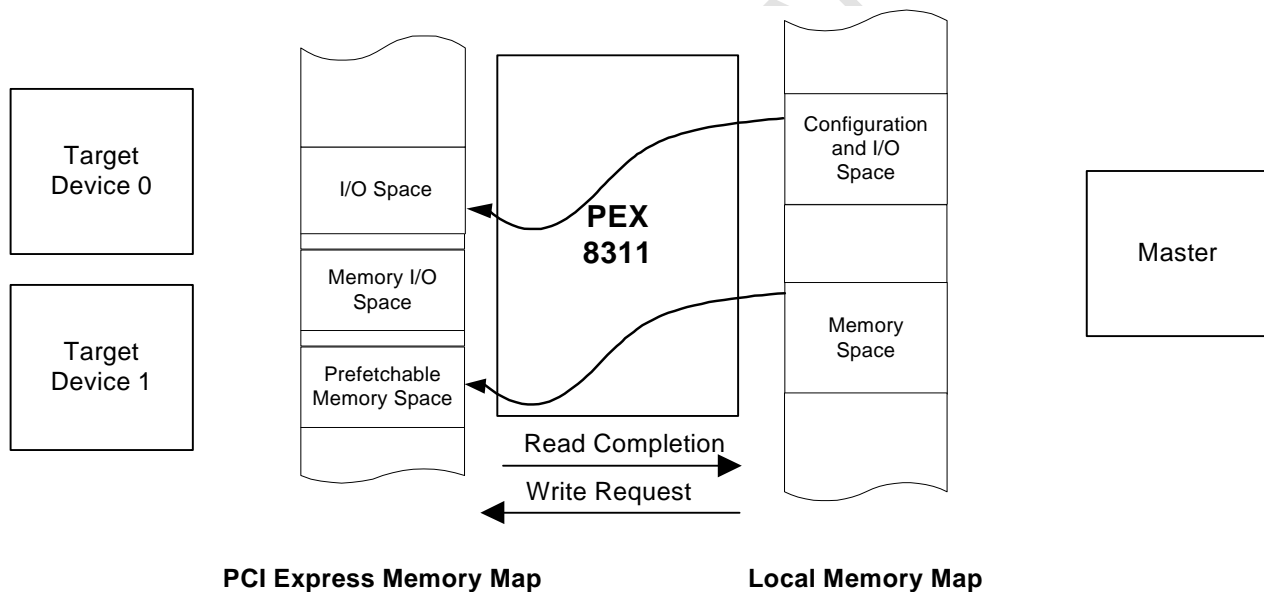 Target
Device 0
Target
Device 1
I/O Space
Memory I/O
Space
Prefetchable
Memory Space
PEX
8311
Configuration
and I/O
Space
Memory
Space
Master
Read Completion
Write Request
PCI Express Memory Map
Local Memory Map